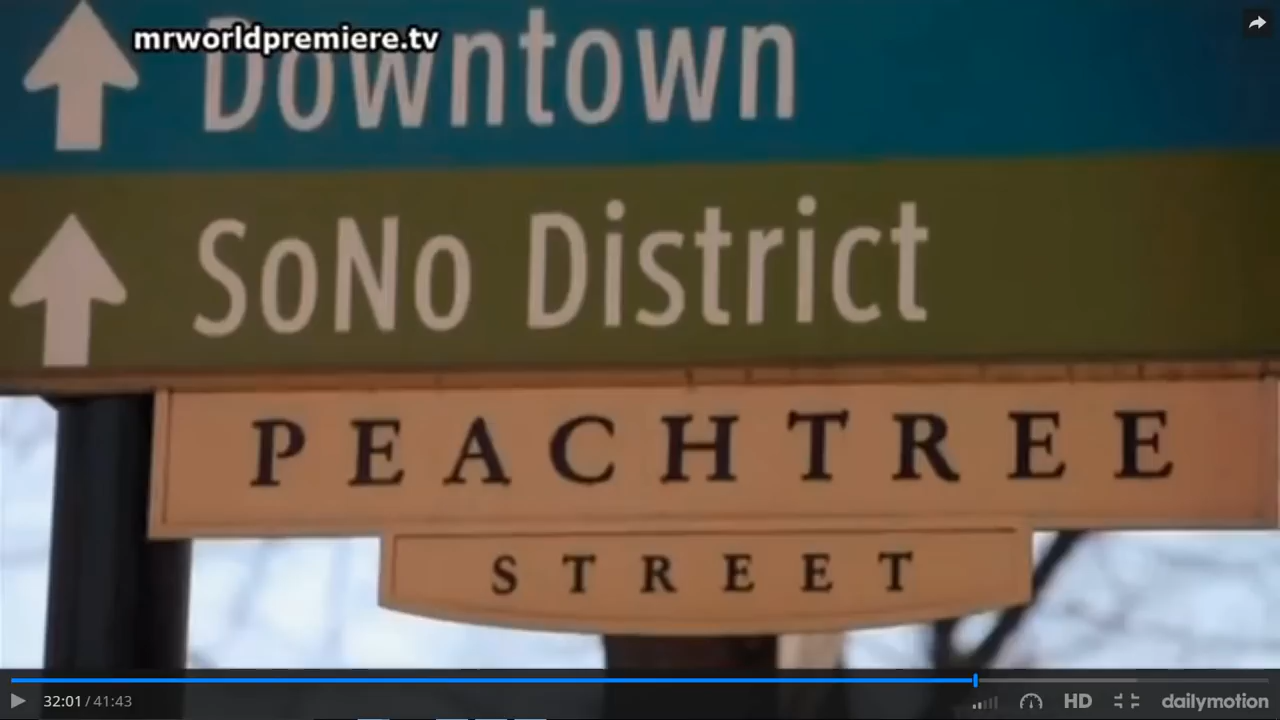 mrworldpremiere.tv
Downtown
SoNo District
PEACHTREE
STREET
32:01 / 41:43
HD
dailymotion